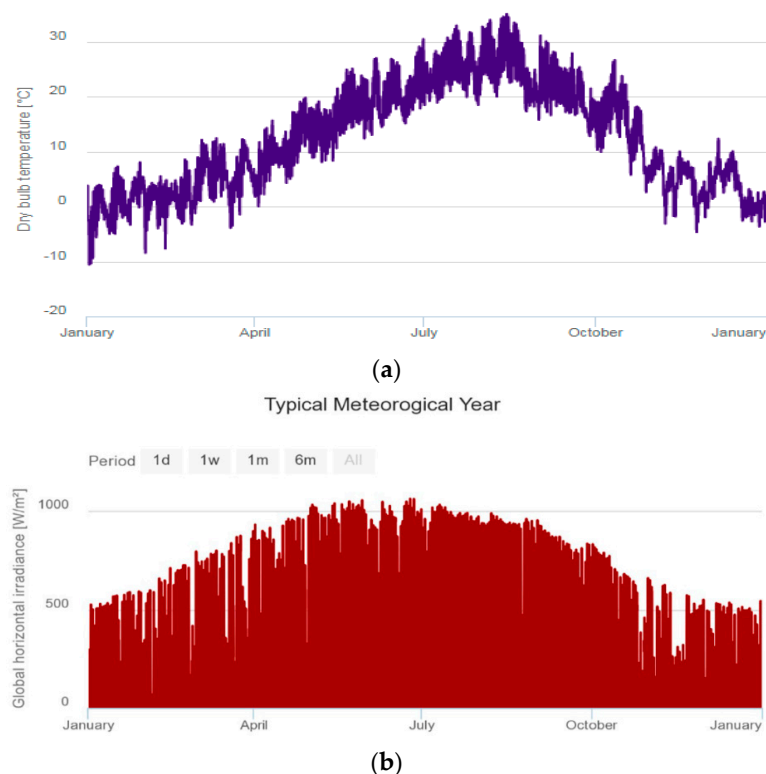 30
20
10
0
-10
-20
Dry bulb temperature [°C]
January April July October January
(a)
Typical Meteorogical Year
Period 1d 1w 1m 6m All
1000
500
0
Global horizontal irradiance [W/m²]
January April July October January
(b)